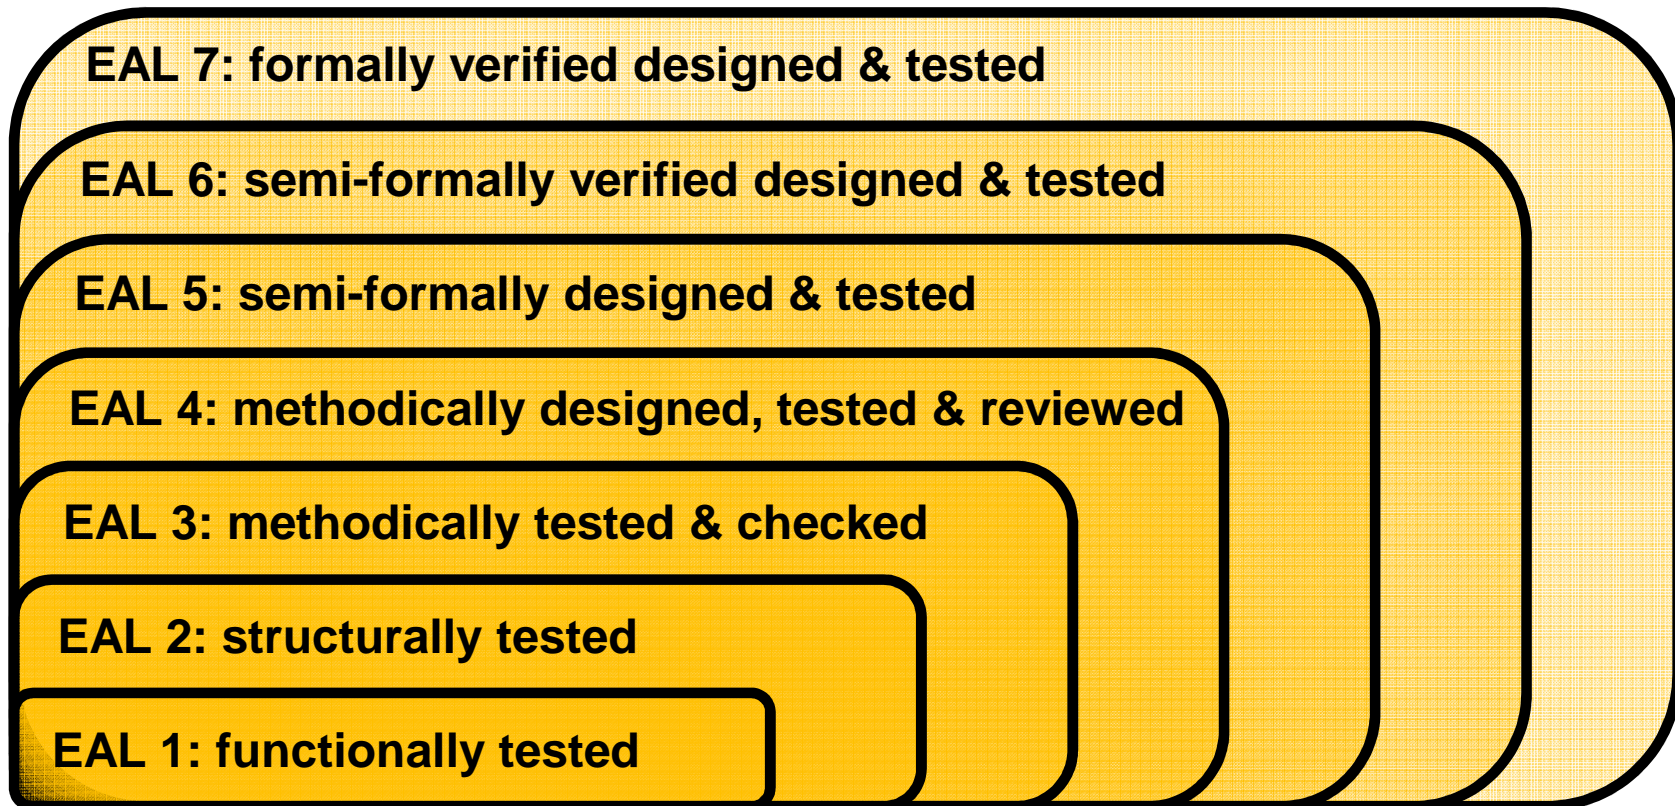 EAL 7: formally verified designed & tested
EAL 6: semi-formally verified designed & tested
EAL 5: semi-formally designed & tested
EAL 4: methodically designed, tested & reviewed
EAL 3: methodically tested & checked
EAL 2: structurally tested
EAL 1: functionally tested